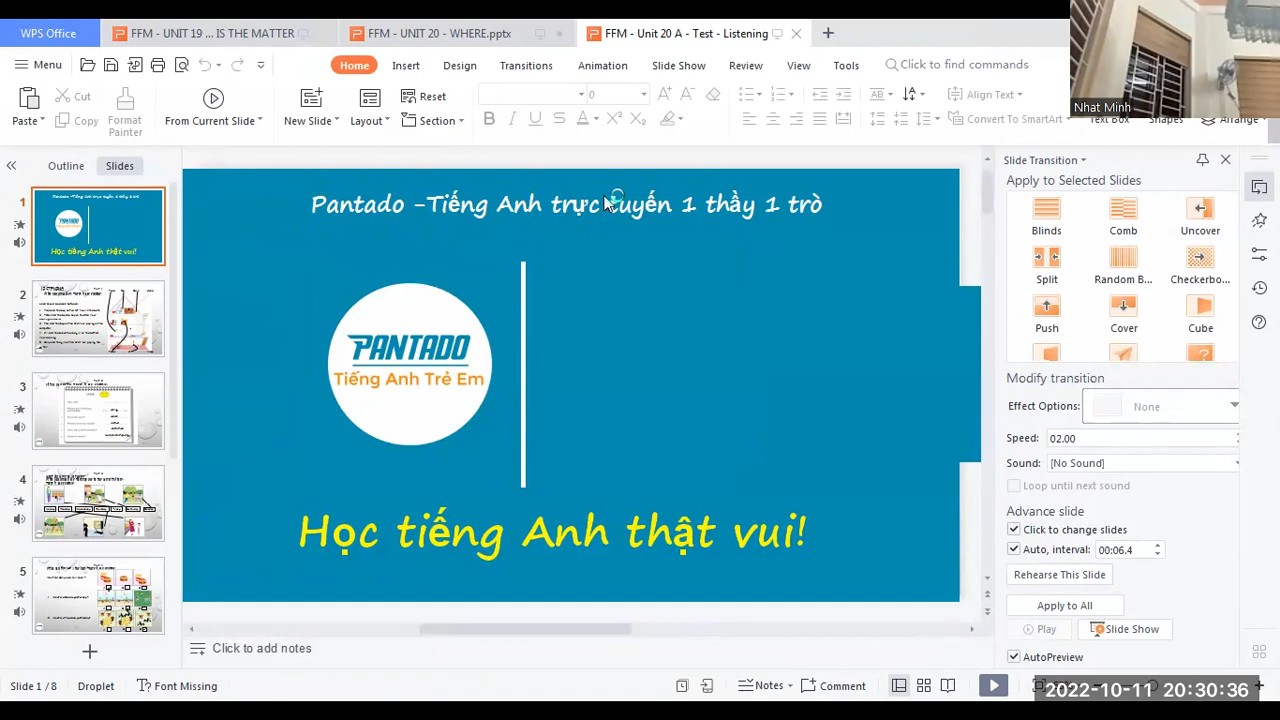 WPS Office
FFM - UNIT 19 ... IS THE MATTER
FFM - UNIT 20 - WHERE.pptx
FFM - Unit 20 A - Test - Listening
Menu
Home
Insert
Design
Transitions
Animation
Slide Show
Review
View
Tools
Click to find commands
Nhat Minh
Paste
Cut
Copy
Format
Painter
From Current Slide
New Slide
Layout
Reset
Section
0
Align Text
Convert To SmartArt
Text Box
Shapes
Arrange
Outline
Slides
1
2
3
4
5
Pantado -Tiếng Anh trực tuyến 1 thầy 1 trò
PANTADO
Tiếng Anh Trẻ Em
Học tiếng Anh thật vui!
Slide Transition
Apply to Selected Slides
Blinds
Comb
Uncover
Split
Random B...
Checkerbo...
Push
Cover
Cube
Modify transition
Effect Options:
None
Speed:
02.00
Sound:
[No Sound]
Loop until next sound
Advance slide
Click to change slides
Auto, interval:
00:06.4
Rehearse This Slide
Apply to All
Play
Slide Show
AutoPreview
Click to add notes
Slide 1 / 8
Droplet
Font Missing
Notes
Comment
2022-10-11 20:30:36